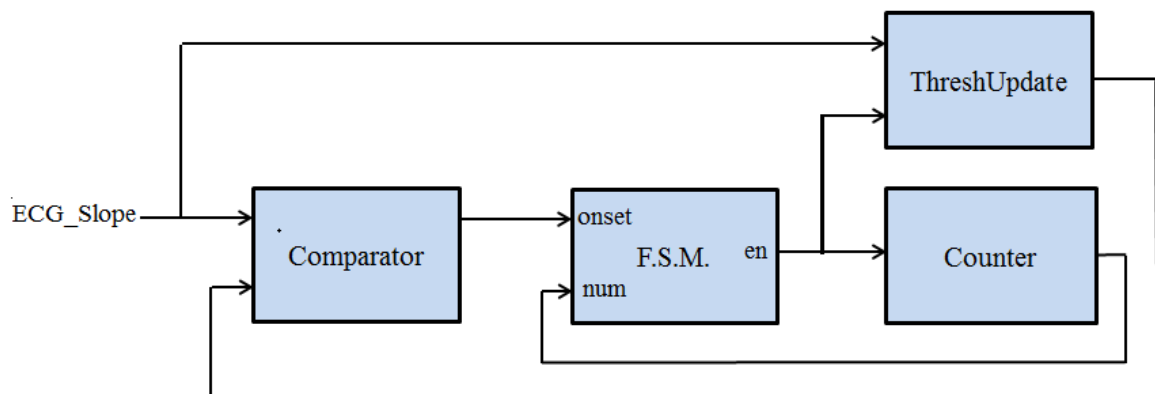 ThreshUpdate
ECG_Slope
onset
Comparator
F.S.M.
en
Counter
num